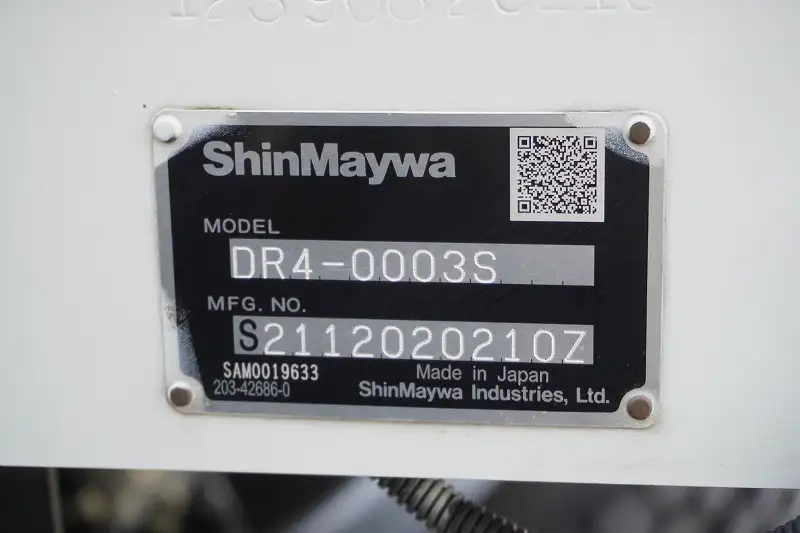 ShinMaywa
MODEL
DR4-0003S
MFG. NO.
S2112020210Z
SAM0019633
203-42686-0
Made in Japan
ShinMaywa Industries, Ltd.